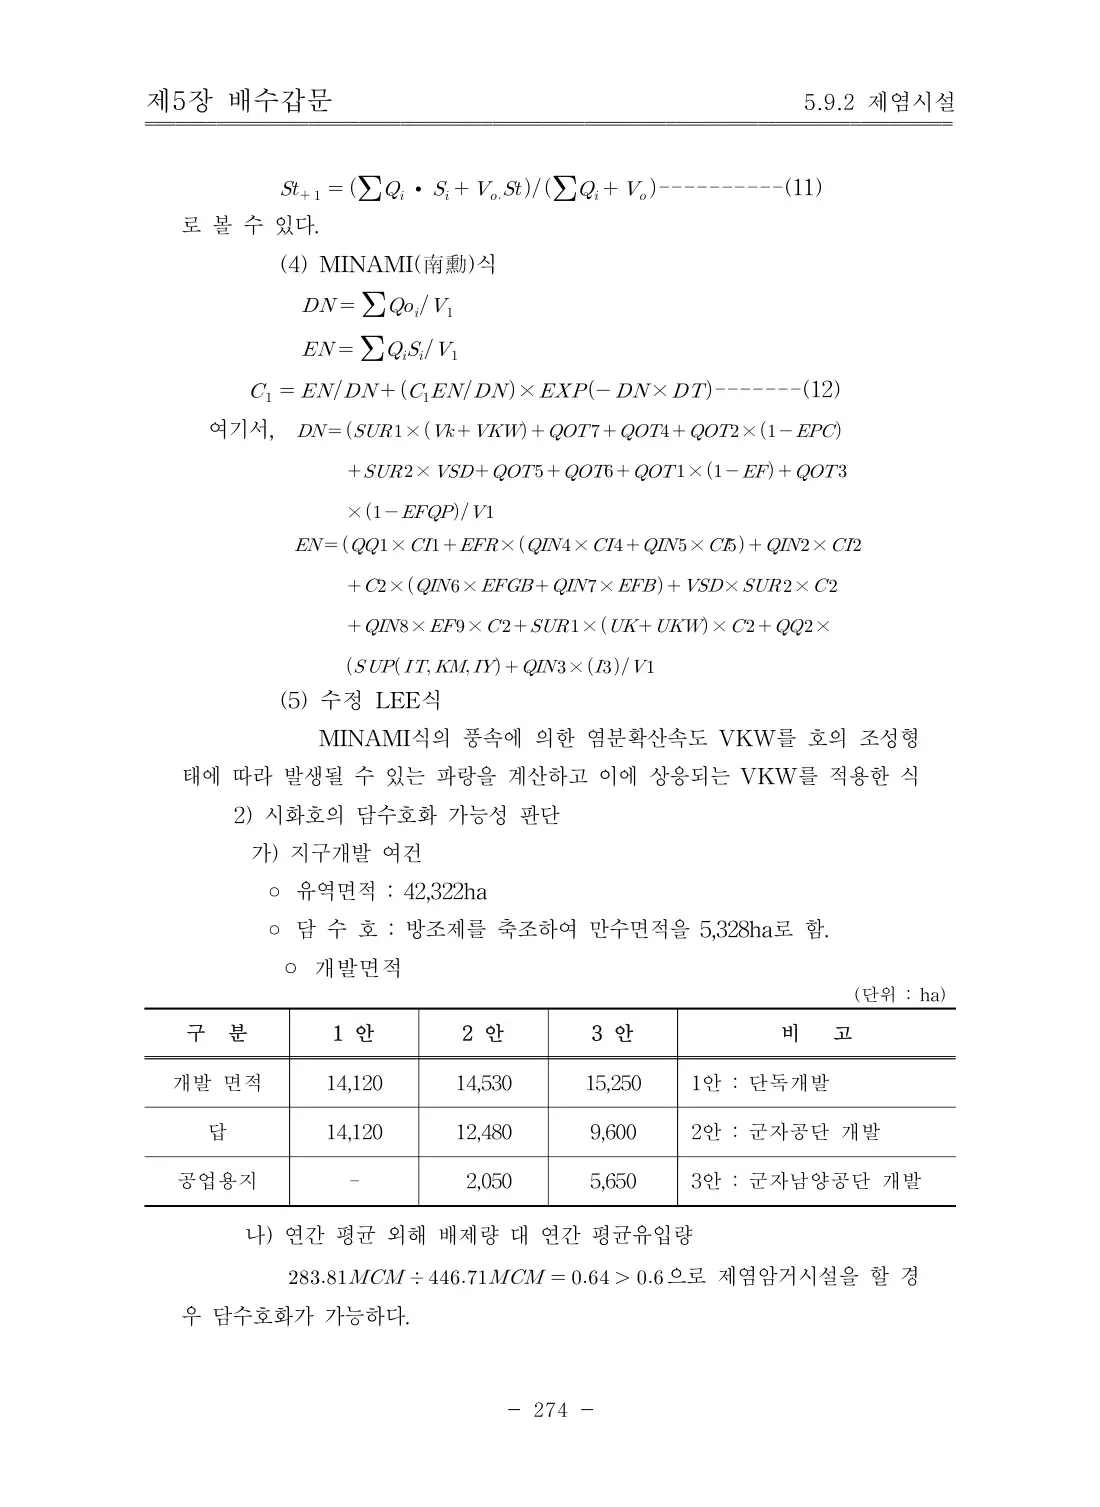 제5장 배수갑문 5.9.2 제염시설
St₊₁ = (∑Qᵢ • Sᵢ + Vₒ.St)/(∑Qᵢ + Vₒ)----------(11)
로 볼 수 있다.
(4) MINAMI(南勳)식
DN = ∑Qoᵢ/V₁
EN = ∑QᵢSᵢ/V₁
C₁ = EN/DN + (C₁EN/DN) × EXP(- DN × DT)-------(12)
여기서, DN=(SUR1×(Vk+VKW)+QOT7+QOT4+QOT2×(1-EPC)
+SUR2×VSD+QOT5+QOT6+QOT1×(1-EF)+QOT3
×(1-EFQP)/V1
EN=(QQ1×CI1+EFR×(QIN4×CI4+QIN5×CI5)+QIN2×CI2
+C2×(QIN6×EFGB+QIN7×EFB)+VSD×SUR2×C2
+QIN8×EF9×C2+SUR1×(UK+UKW)×C2+QQ2×
(SUP(IT, KM, IY)+QIN3×(I3)/V1
(5) 수정 LEE식
MINAMI식의 풍속에 의한 염분확산속도 VKW를 호의 조성형
태에 따라 발생될 수 있는 파랑을 계산하고 이에 상응되는 VKW를 적용한 식
2) 시화호의 담수호화 가능성 판단
가) 지구개발 여건
○ 유역면적 : 42,322ha
○ 담 수 호 : 방조제를 축조하여 만수면적을 5,328ha로 함.
○ 개발면적
(단위 : ha)
구 분 1 안 2 안 3 안 비 고
개발 면적 14,120 14,530 15,250 1안 : 단독개발
답 14,120 12,480 9,600 2안 : 군자공단 개발
공업용지 - 2,050 5,650 3안 : 군자남양공단 개발
나) 연간 평균 외해 배제량 대 연간 평균유입량
283.81MCM ÷ 446.71MCM = 0.64 > 0.6으로 제염암거시설을 할 경
우 담수호화가 가능하다.
- 274 -